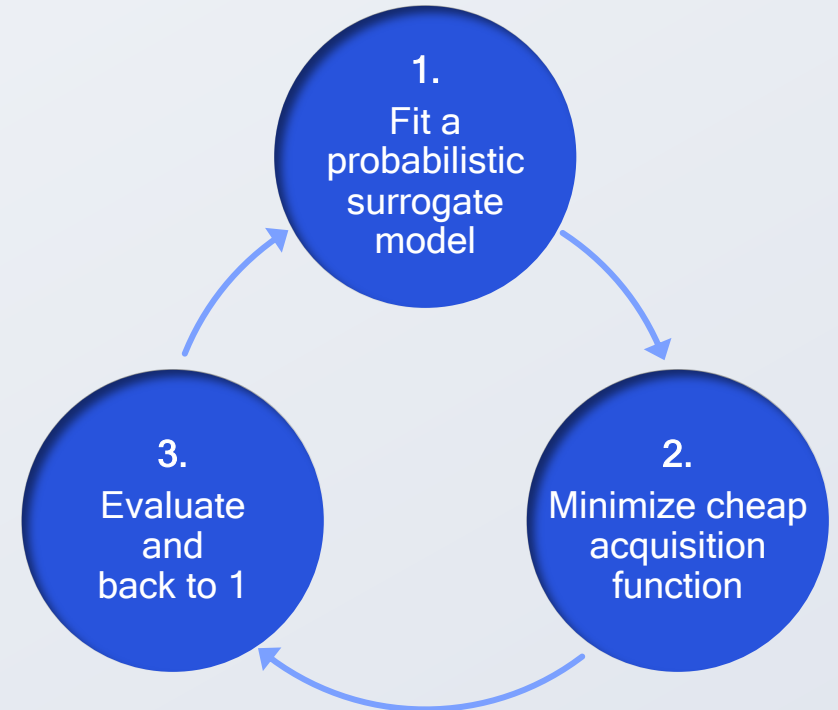 1.
Fit a
probabilistic
surrogate
model
2.
Minimize cheap
acquisition
function
3.
Evaluate
and
back to 1